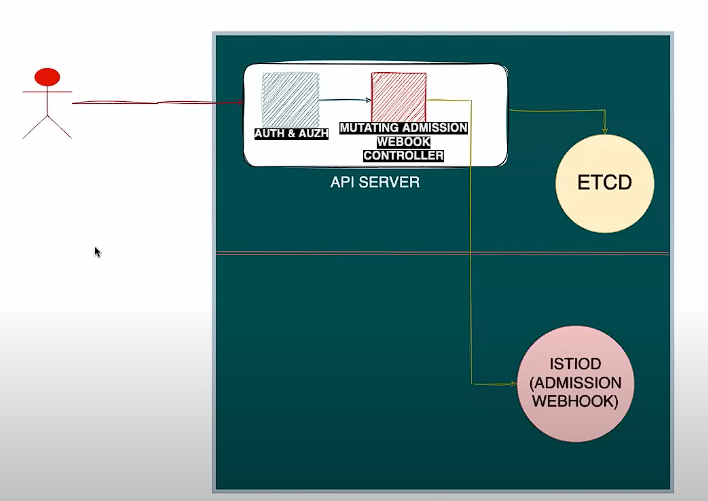 AUTH & AUZH
MUTATING ADMISSION
WEBOOK
CONTROLLER
API SERVER
ETCD
ISTIOD
(ADMISSION
WEBHOOK)